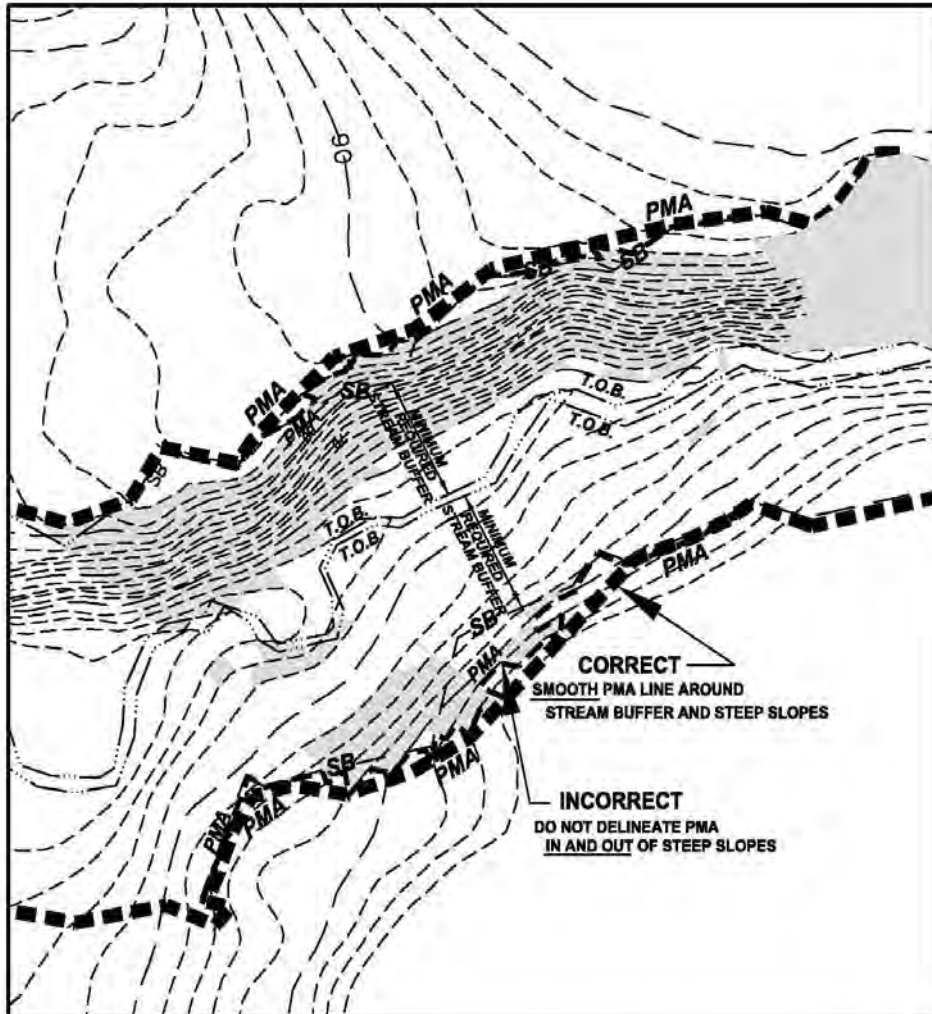 90
PMA
SB
SB
PMA
PMA
PMA
SB
SB
MINIMUM
REQUIRED
STREAM BUFFER
T.O.B.
T.O.B.
T.O.B.
T.O.B.
MINIMUM
REQUIRED
STREAM BUFFER
PMA
SB
PMA
CORRECT
SMOOTH PMA LINE AROUND
STREAM BUFFER AND STEEP SLOPES
SB
PMA
INCORRECT
DO NOT DELINEATE PMA
IN AND OUT OF STEEP SLOPES
PMA
PMA